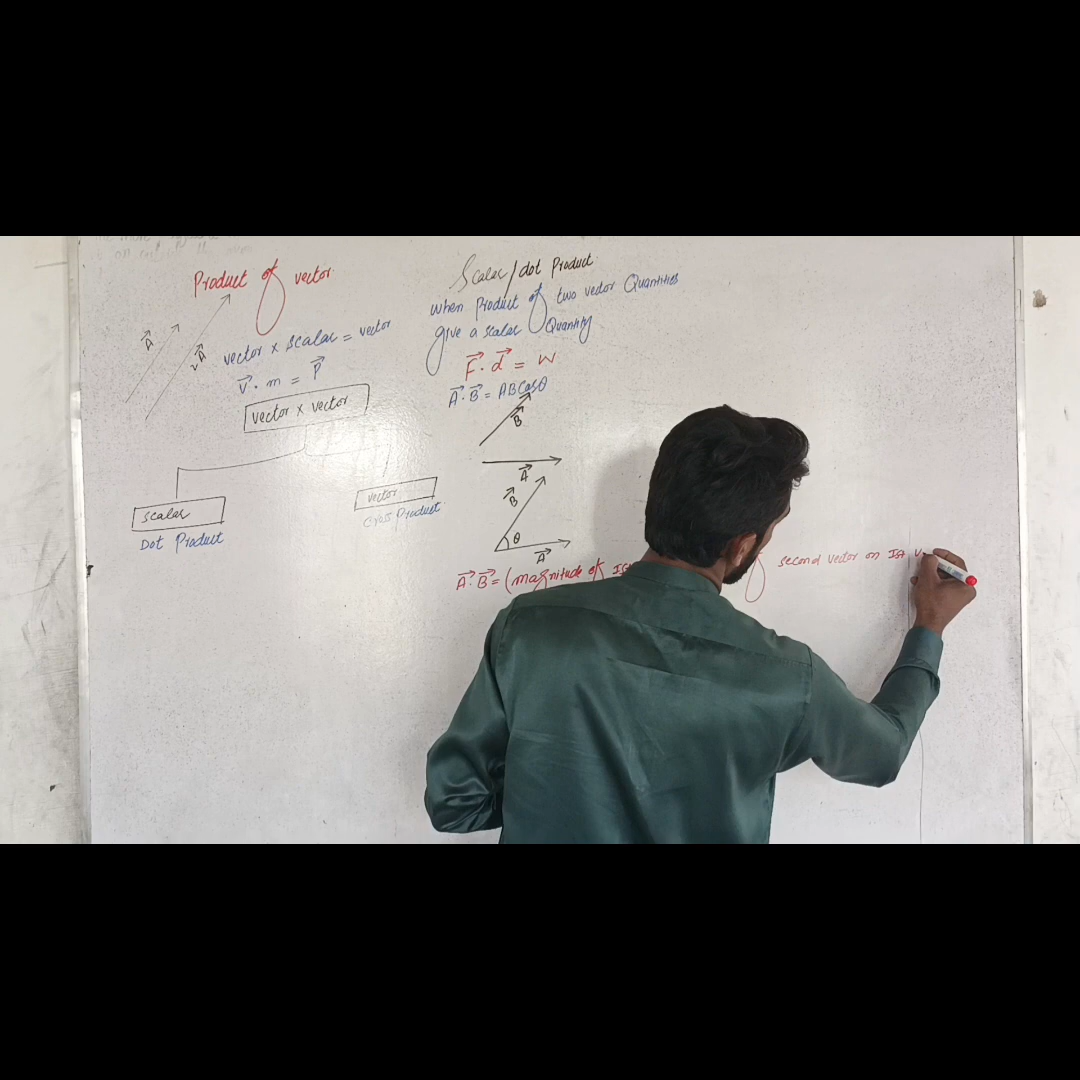 Product of vector
A⃗
vA⃗
vector x scalar = vector
v⃗ . m = P⃗
vector x vector
scalar
Dot Product
vector
Cross Product
Scalar/dot Product
when Product of two vector Quantities
give a scalar Quantity
F⃗ . d⃗ = W
A⃗ . B⃗ = ABCosθ
B⃗
A⃗
B⃗
θ
A⃗
A⃗ . B⃗ = (magnitude of second vector on Ist